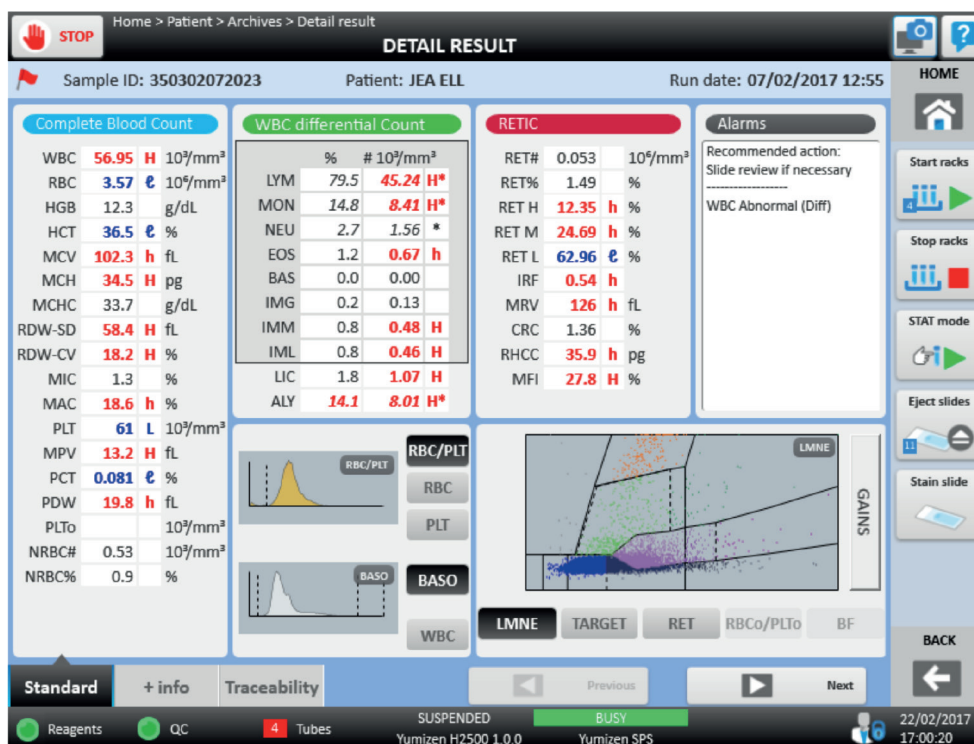 STOP
Home > Patient > Archives > Detail result
DETAIL RESULT
?
Sample ID: 350302072023 Patient: JEA ELL Run date: 07/02/2017 12:55
Complete Blood Count
WBC 56.95 H 10³/mm³
RBC 3.57 ℓ 10⁶/mm³
HGB 12.3 g/dL
HCT 36.5 ℓ %
MCV 102.3 h fL
MCH 34.5 H pg
MCHC 33.7 g/dL
RDW-SD 58.4 H fL
RDW-CV 18.2 H %
MIC 1.3 %
MAC 18.6 h %
PLT 61 L 10³/mm³
MPV 13.2 H fL
PCT 0.081 ℓ %
PDW 19.8 h fL
PLTo 10³/mm³
NRBC# 0.53 10³/mm³
NRBC% 0.9 %
WBC differential Count
% # 10³/mm³
LYM 79.5 45.24 H*
MON 14.8 8.41 H*
NEU 2.7 1.56 *
EOS 1.2 0.67 h
BAS 0.0 0.00
IMG 0.2 0.13
IMM 0.8 0.48 H
IML 0.8 0.46 H
LIC 1.8 1.07 H
ALY 14.1 8.01 H*
RETIC
RET# 0.053 10⁶/mm³
RET% 1.49 %
RET H 12.35 h %
RET M 24.69 h %
RET L 62.96 ℓ %
IRF 0.54 h
MRV 126 h fL
CRC 1.36 %
RHCC 35.9 h pg
MFI 27.8 H %
Alarms
Recommended action:
Slide review if necessary
------------------
WBC Abnormal (Diff)
RBC/PLT
RBC/PLT
RBC
PLT
BASO
BASO
WBC
LMNE
GAINS
LMNE TARGET RET RBCo/PLTo BF
HOME
Start racks
4
Stop racks
STAT mode
Eject slides
11
Stain slide
BACK
Standard + info Traceability
Previous Next
Reagents QC 4 Tubes
SUSPENDED
Yumizen H2500 1.0.0
BUSY
Yumizen SPS
22/02/2017
17:00:20